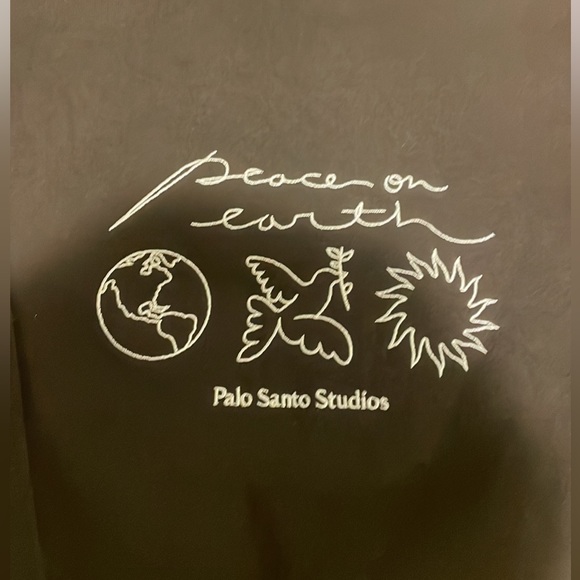 peace on
earth
Palo Santo Studios